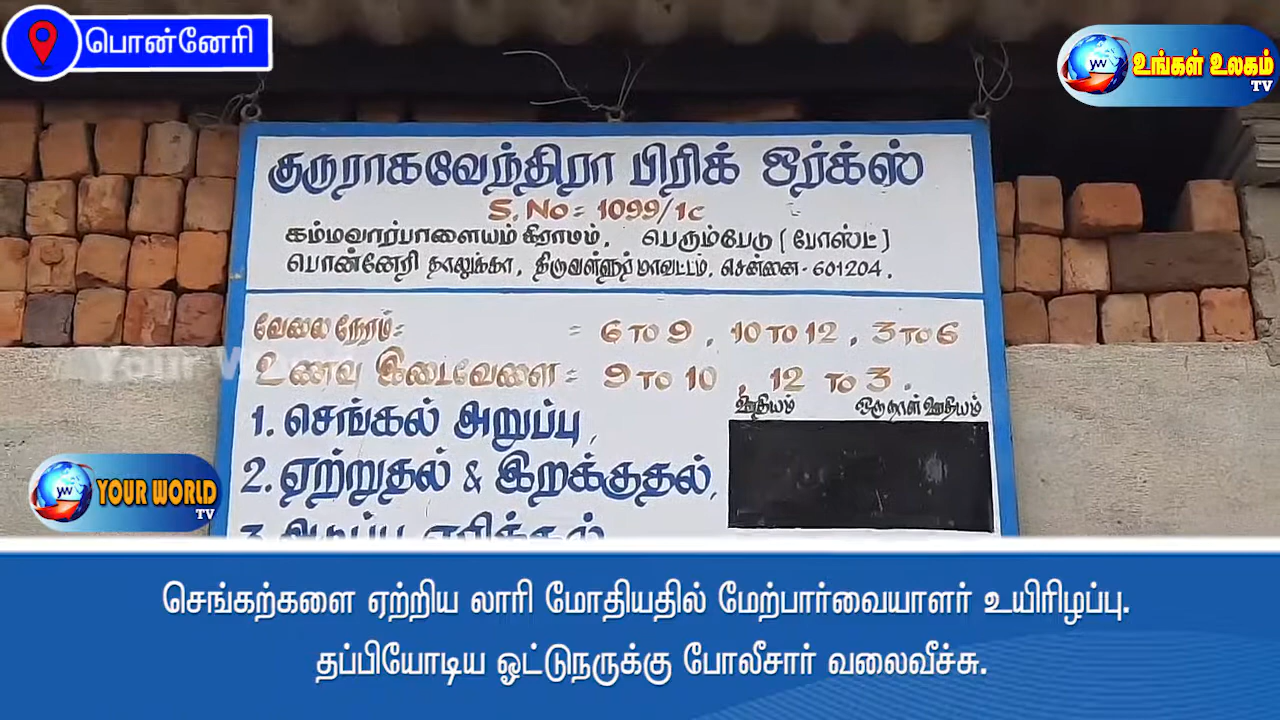 பொன்னேரி
yw உங்கள் உலகம்
TV
குருராகவேந்திரா பிரிக் ஒர்க்ஸ்
S.No = 1099/1c
கம்மவார்பாளையம் கிராமம், பெரும்பேடு (போஸ்ட்)
பொன்னேரி தாலுக்கா, திருவள்ளூர் மாவட்டம், சென்னை - 601204.
வேலை நேரம்: = 6 TO 9, 10 TO 12, 3 TO 6
உணவு இடைவேளை = 9 TO 10, 12 TO 3.
ஊதியம் ஒருநாள் ஊதியம்
1. செங்கல் அறுப்பு,
2. ஏற்றுதல் & இறக்குதல்,
yw YOUR WORLD
TV
செங்கற்களை ஏற்றிய லாரி மோதியதில் மேற்பார்வையாளர் உயிரிழப்பு.
தப்பியோடிய ஓட்டுநருக்கு போலீசார் வலைவீச்சு.